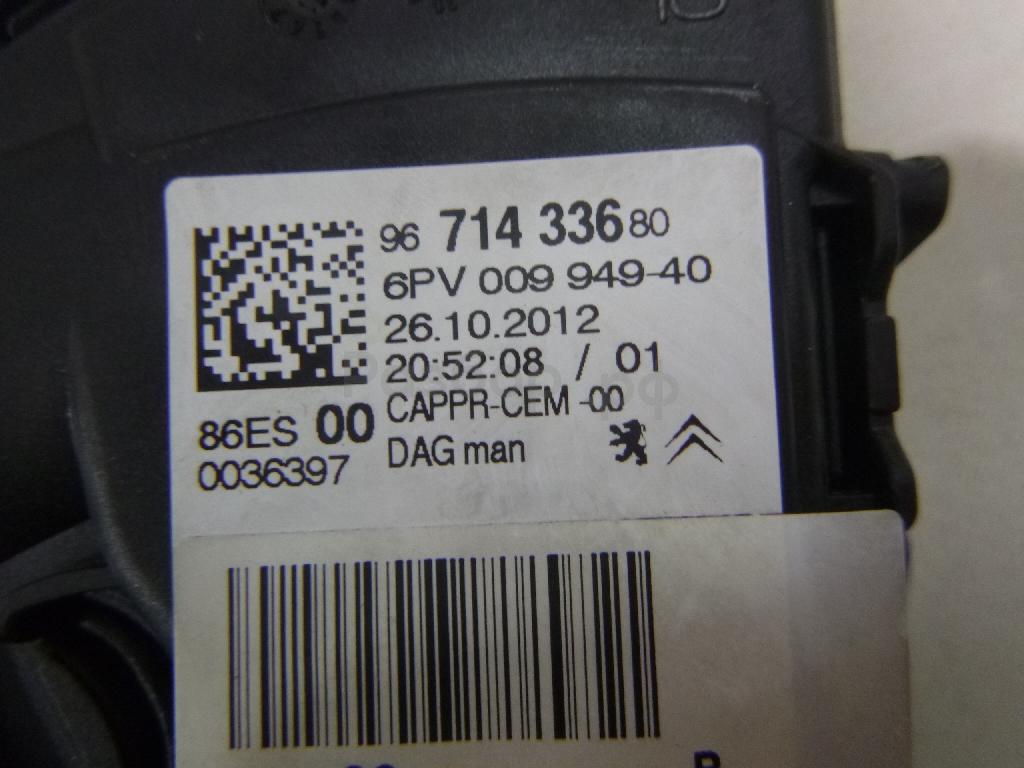 96 714 336 80
6PV 009 949-40
26.10.2012
20:52:08 / 01
CAPPR-CEM -00
DAG man
86ES 00
0036397